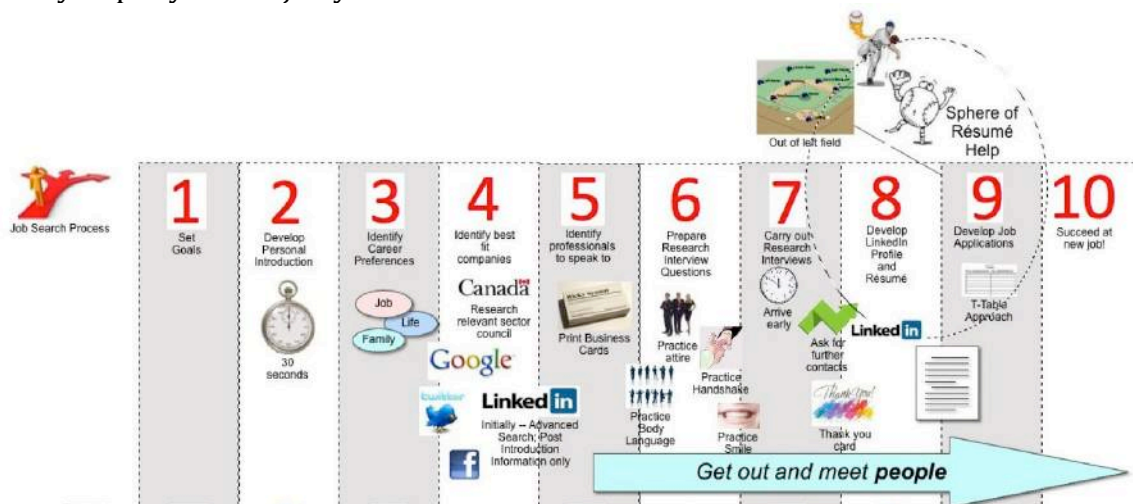 Out of left field
Sphere of
Résumé
Help
Job Search Process
1
Set
Goals
2
Develop
Personal
Introduction
30
seconds
3
Identify
Career
Preferences
Job
Life
Family
4
Identify best
fit
companies
Canada
Research
relevant sector
council
Google
twitter
Linked in
Initially – Advanced
Search; Post
Introduction
Information only
f
5
Identify
professionals
to speak to
Print Business
Cards
6
Prepare
Research
Interview
Questions
Practice
attire
Practice
Handshake
Practice
Body
Language
Practice
Smile
7
Carry out
Research
Interviews
Arrive
early
Ask for
further
contacts
Thank You!
Thank you
card
8
Develop
LinkedIn
Profile
and
Résumé
Linked in
9
Develop Job
Applications
T-Table
Approach
10
Succeed at
new job!
Get out and meet people